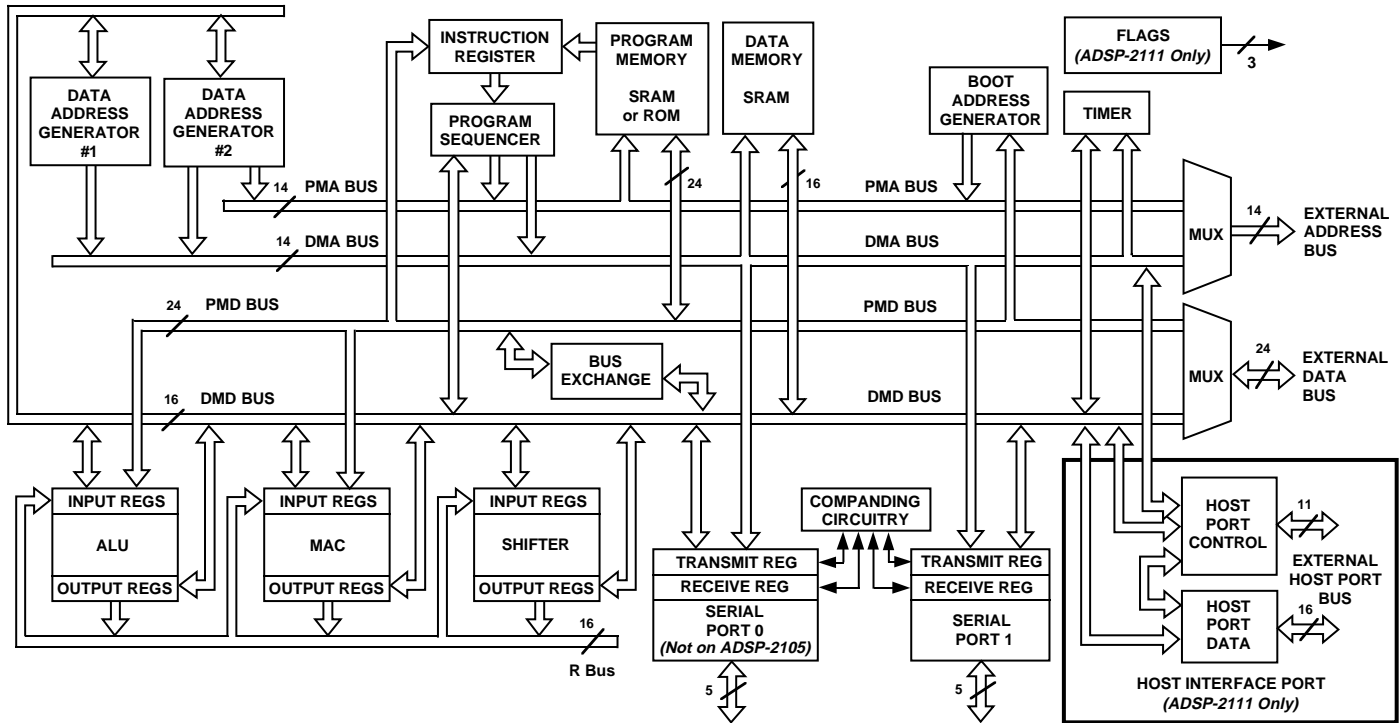 INSTRUCTION
REGISTER
PROGRAM
MEMORY
SRAM
or ROM
DATA
MEMORY
SRAM
FLAGS
(ADSP-2111 Only)
3
DATA
ADDRESS
GENERATOR
#1
DATA
ADDRESS
GENERATOR
#2
PROGRAM
SEQUENCER
BOOT
ADDRESS
GENERATOR
TIMER
14
PMA BUS
24
16
PMA BUS
14
DMA BUS
DMA BUS
MUX
14
EXTERNAL
ADDRESS
BUS
24
PMD BUS
PMD BUS
BUS
EXCHANGE
MUX
24
EXTERNAL
DATA
BUS
16
DMD BUS
DMD BUS
INPUT REGS
ALU
OUTPUT REGS
INPUT REGS
MAC
OUTPUT REGS
INPUT REGS
SHIFTER
OUTPUT REGS
16
R Bus
COMPANDING
CIRCUITRY
TRANSMIT REG
RECEIVE REG
SERIAL
PORT 0
(Not on ADSP-2105)
5
TRANSMIT REG
RECEIVE REG
SERIAL
PORT 1
5
HOST
PORT
CONTROL
11
EXTERNAL
HOST PORT
BUS
HOST
PORT
DATA
16
HOST INTERFACE PORT
(ADSP-2111 Only)